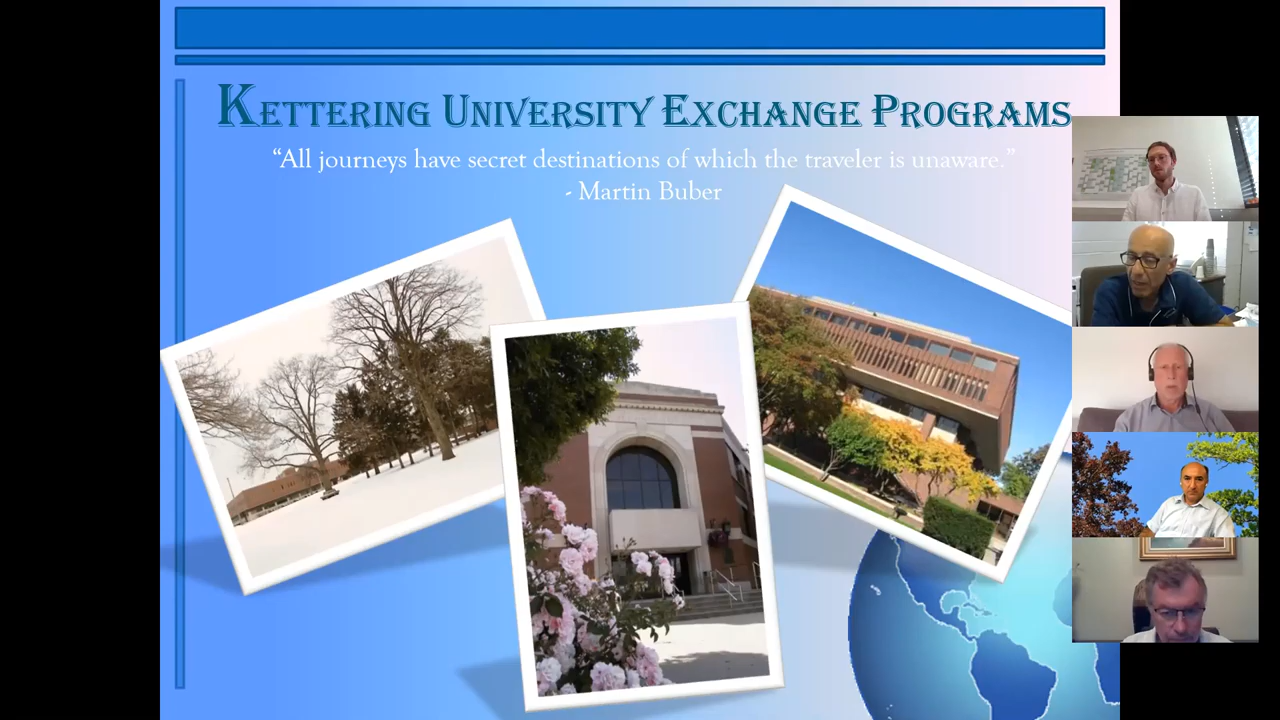 Kettering University Exchange Programs
“All journeys have secret destinations of which the traveler is unaware.”
- Martin Buber